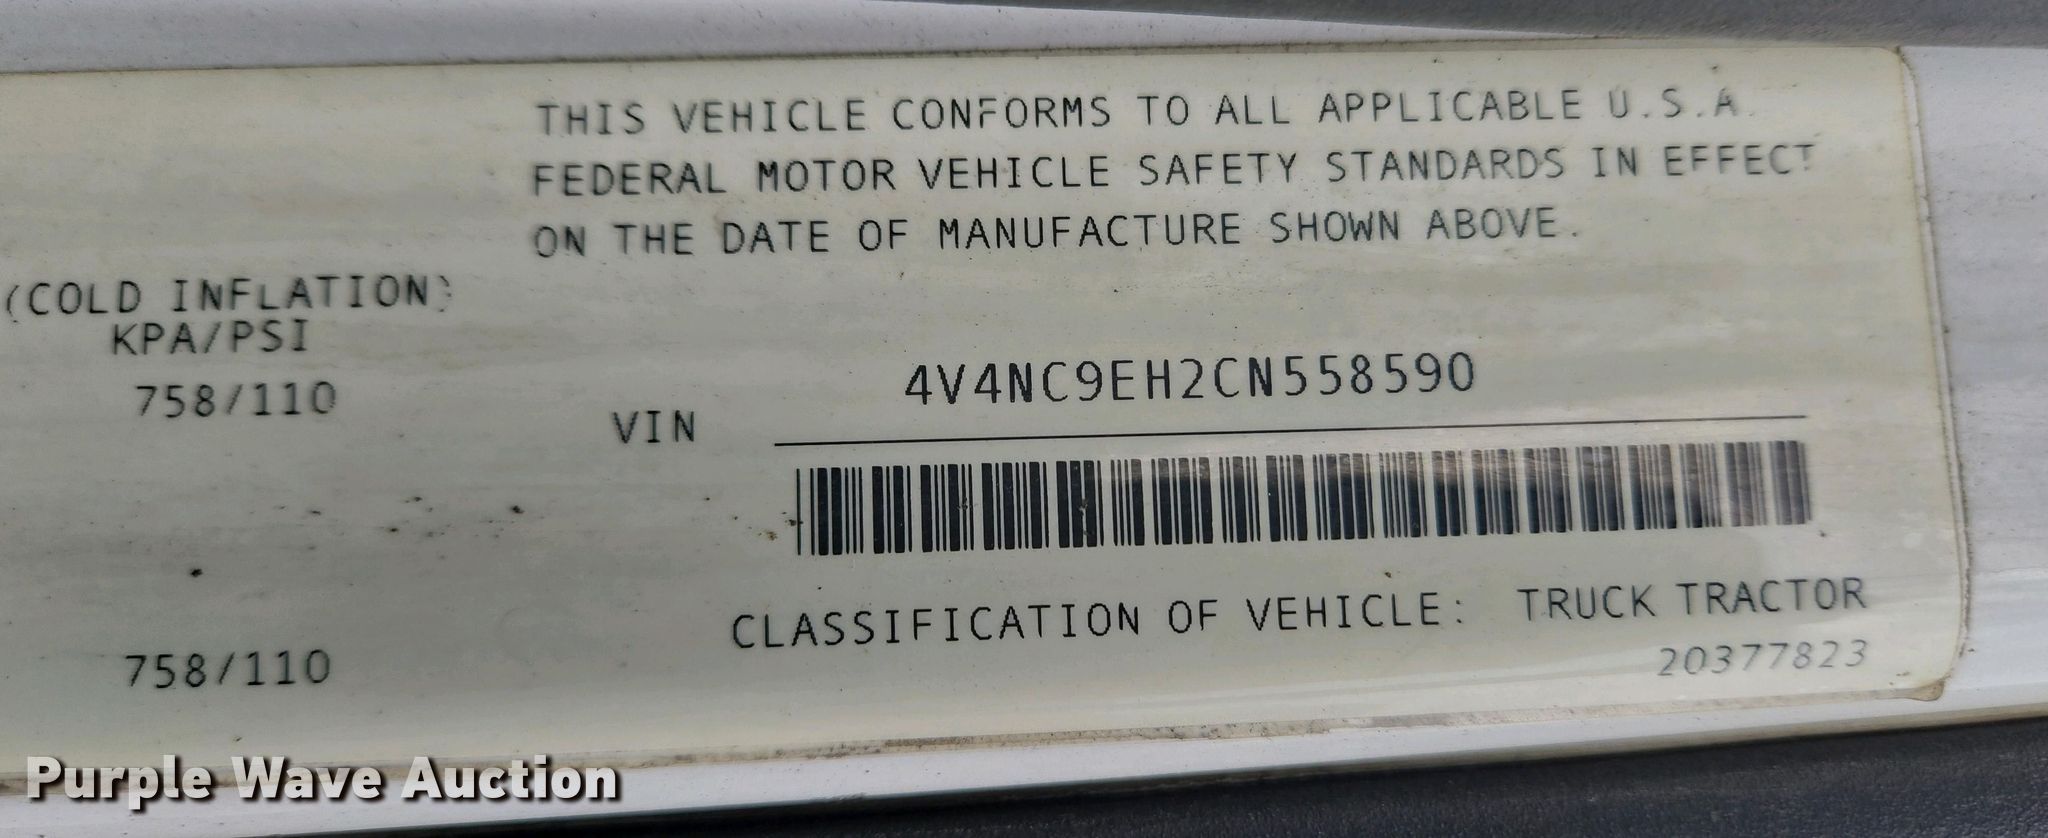 THIS VEHICLE CONFORMS TO ALL APPLICABLE U.S.A.
FEDERAL MOTOR VEHICLE SAFETY STANDARDS IN EFFECT
ON THE DATE OF MANUFACTURE SHOWN ABOVE.
(COLD INFLATION)
KPA/PSI
758/110
VIN 4V4NC9EH2CN558590
CLASSIFICATION OF VEHICLE: TRUCK TRACTOR
758/110
20377823
Purple Wave Auction